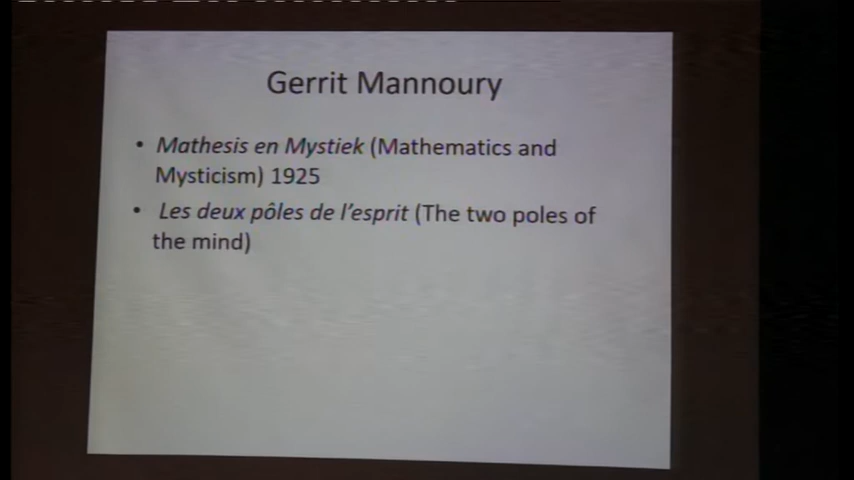 Gerrit Mannoury
• Mathesis en Mystiek (Mathematics and
Mysticism) 1925
• Les deux pôles de l'esprit (The two poles of
the mind)